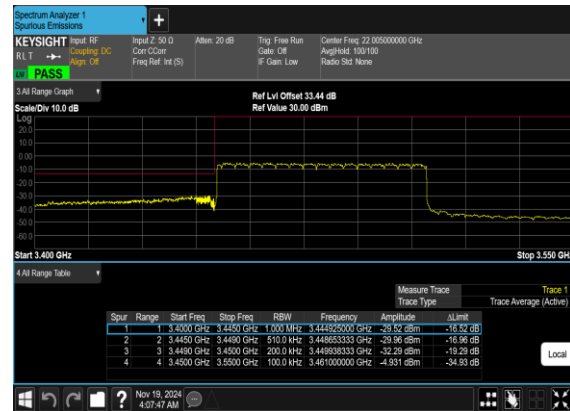 Spectrum Analyzer 1
Spurious Emissions
+
KEYSIGHT Input: RF Input Z: 50 Ω Atten: 20 dB Trig: Free Run Center Freq: 22.005000000 GHz
RLT Coupling: DC Corr CCorr Gate: Off Avg|Hold: 100/100
Align: Off Freq Ref: Int (S) IF Gain: Low Radio Std: None
PASS
3 All Range Graph
Ref Lvl Offset 33.44 dB
Scale/Div 10.0 dB Ref Value 30.00 dBm
Log
20.0
10.0
0.00
-10.0
-20.0
-30.0
-40.0
-50.0
-60.0
Start 3.400 GHz Stop 3.550 GHz
4 All Range Table
Measure Trace Trace 1
Trace Type Trace Average (Active)
Spur Range Start Freq Stop Freq RBW Frequency Amplitude ΔLimit
1 1 3.4000 GHz 3.4450 GHz 1.000 MHz 3.444925000 GHz -29.52 dBm -16.52 dB
2 2 3.4450 GHz 3.4490 GHz 510.0 kHz 3.448653333 GHz -29.96 dBm -16.96 dB
3 3 3.4490 GHz 3.4500 GHz 200.0 kHz 3.449938333 GHz -32.29 dBm -19.29 dB
4 4 3.4500 GHz 3.5500 GHz 100.0 kHz 3.461000000 GHz -4.931 dBm -34.93 dB
Local
? Nov 19, 2024
4:07:47 AM